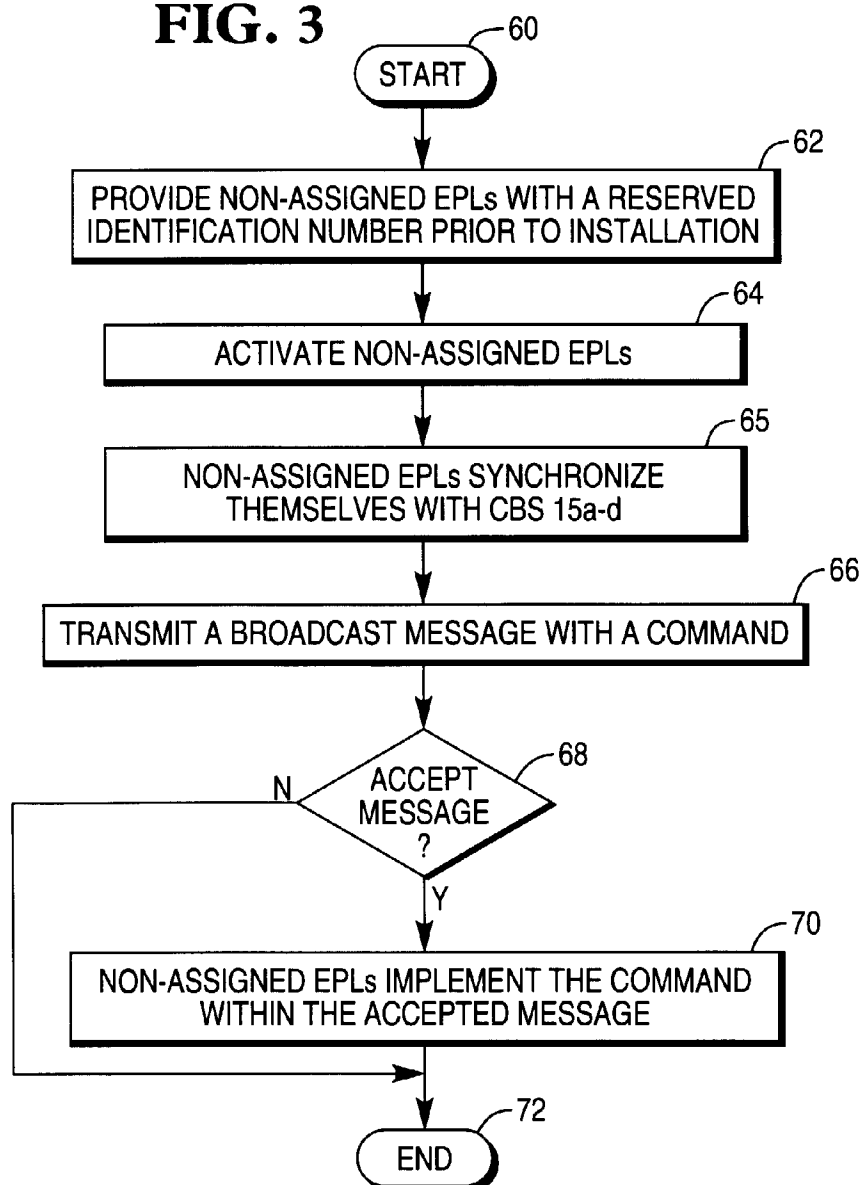 FIG. 3
60
START
62
PROVIDE NON-ASSIGNED EPLs WITH A RESERVED
IDENTIFICATION NUMBER PRIOR TO INSTALLATION
64
ACTIVATE NON-ASSIGNED EPLs
65
NON-ASSIGNED EPLs SYNCHRONIZE
THEMSELVES WITH CBS 15a-d
66
TRANSMIT A BROADCAST MESSAGE WITH A COMMAND
68
N
ACCEPT
MESSAGE
?
Y
70
NON-ASSIGNED EPLs IMPLEMENT THE COMMAND
WITHIN THE ACCEPTED MESSAGE
72
END